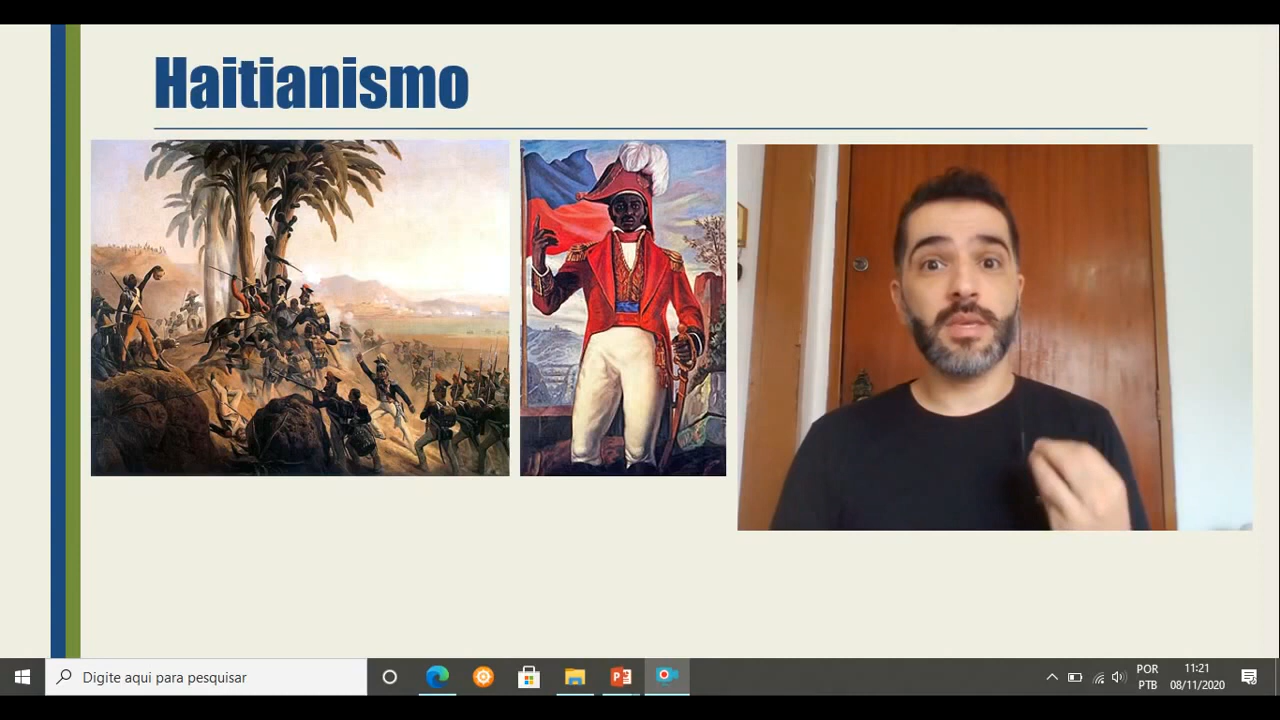 Haitianismo
Digite aqui para pesquisar
POR
PTB
11:21
08/11/2020